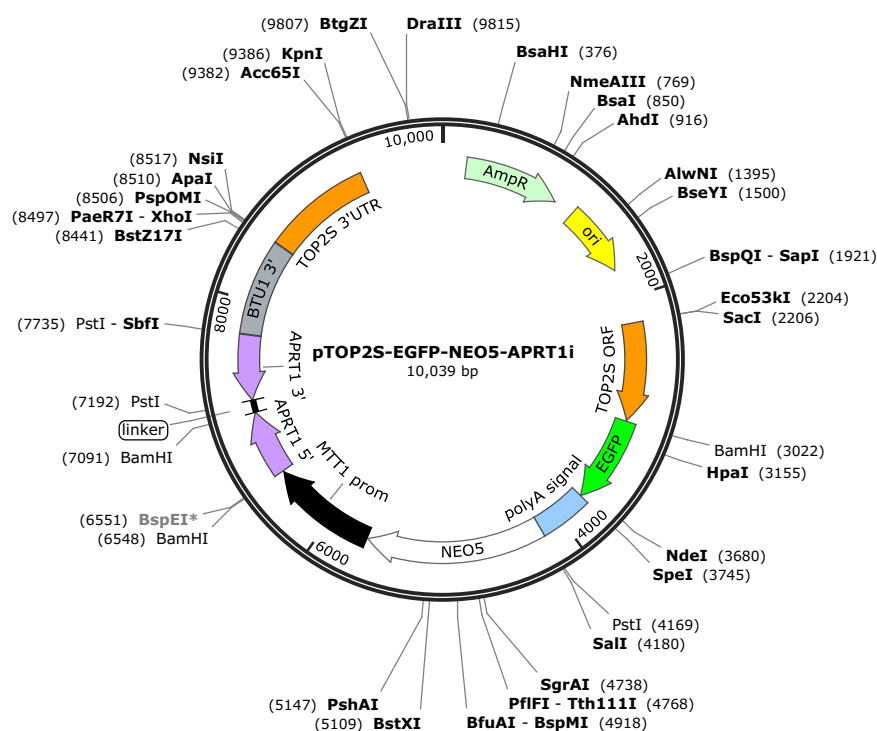 (9807) BtgZI
DraIII (9815)
(9386) KpnI
(9382) Acc65I
BsaHI (376)
NmeAIII (769)
BsaI (850)
AhdI (916)
10,000
AmpR
(8517) NsiI
(8510) ApaI
(8506) PspOMI
(8497) PaeR7I - XhoI
(8441) BstZ17I
AlwNI (1395)
BseYI (1500)
TOP2S 3'UTR
ori
BTU1 3'
BspQI - SapI (1921)
2000
8000
Eco53kI (2204)
SacI (2206)
(7735) PstI - SbfI
pTOP2S-EGFP-NEO5-APRT1i
10,039 bp
APRT1 3'
TOP2S ORF
(7192) PstI
linker
(7091) BamHI
APRT1 5'
MTT1 prom
polyA signal
EGFP
BamHI (3022)
HpaI (3155)
(6551) BspEI*
(6548) BamHI
6000
NEO5
4000
NdeI (3680)
SpeI (3745)
PstI (4169)
SalI (4180)
(5147) PshAI
(5109) BstXI
SgrAI (4738)
PflFI - Tth111I (4768)
BfuAI - BspMI (4918)